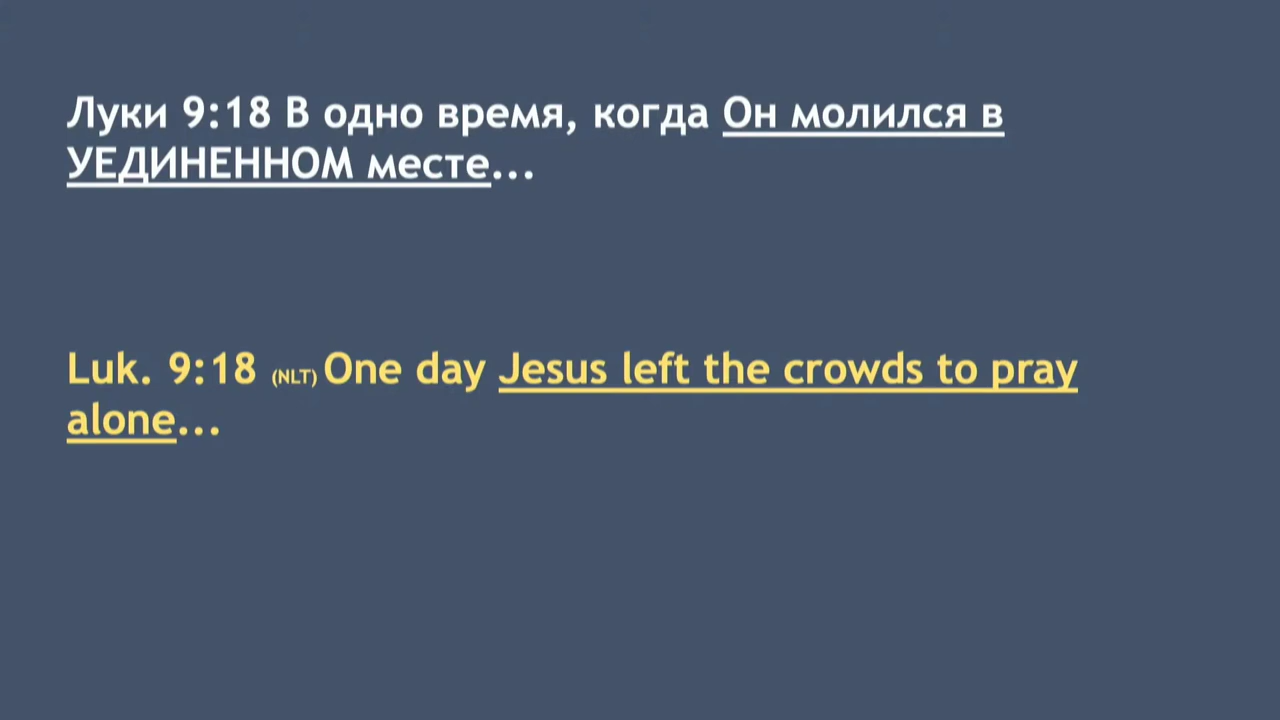 Луки 9:18 В одно время, когда Он молился в
УЕДИНЕННОМ месте...
Luk. 9:18 (NLT) One day Jesus left the crowds to pray
alone...